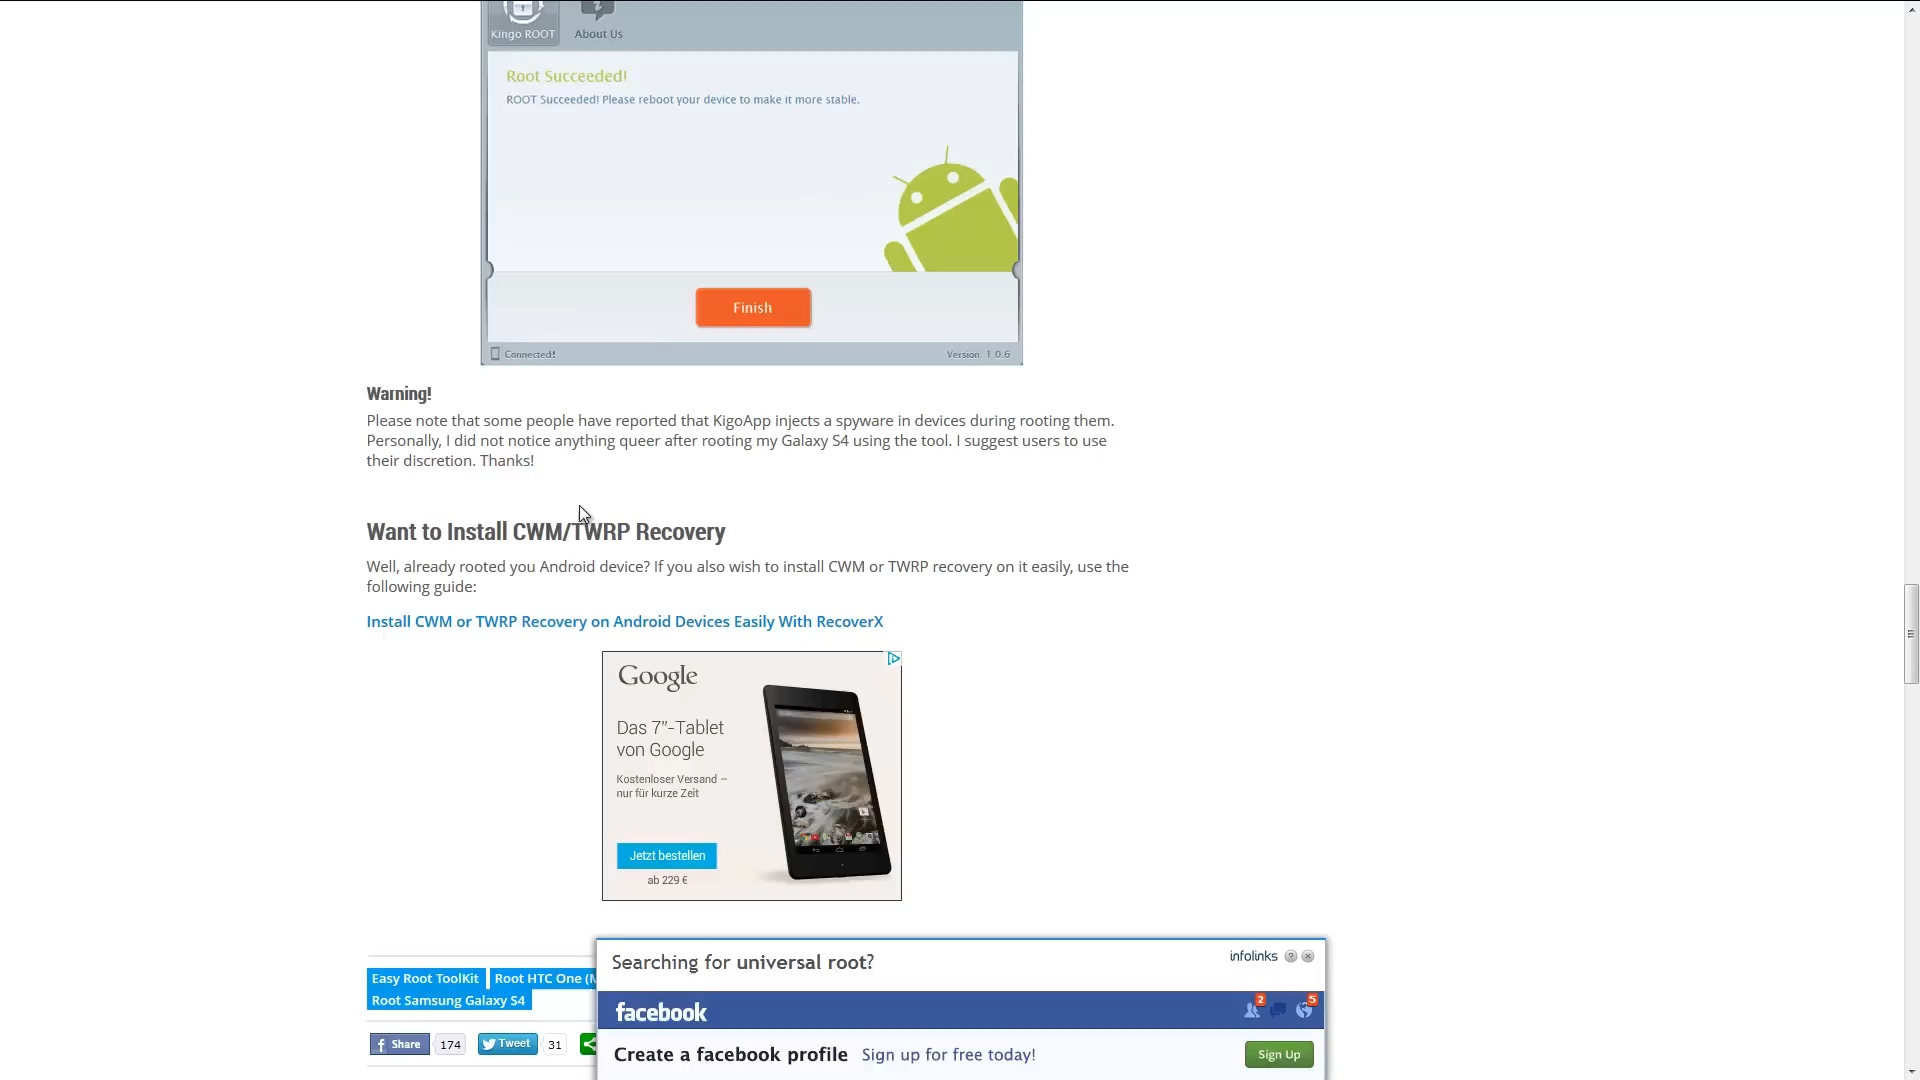 Kingo ROOT
About Us
Root Succeeded!
ROOT Succeeded! Please reboot your device to make it more stable.
Finish
Connected!
Version: 1.0.6
Warning!
Please note that some people have reported that KigoApp injects a spyware in devices during rooting them.
Personally, I did not notice anything queer after rooting my Galaxy S4 using the tool. I suggest users to use
their discretion. Thanks!
Want to Install CWM/TWRP Recovery
Well, already rooted you Android device? If you also wish to install CWM or TWRP recovery on it easily, use the
following guide:
Install CWM or TWRP Recovery on Android Devices Easily With RecoverX
Google
Das 7"-Tablet
von Google
Kostenloser Versand –
nur für kurze Zeit
Jetzt bestellen
ab 229 €
Searching for universal root?
infolinks
Easy Root ToolKit
Root HTC One (M
Root Samsung Galaxy S4
facebook
2
5
Share
174
Tweet
31
Create a facebook profile
Sign up for free today!
Sign Up